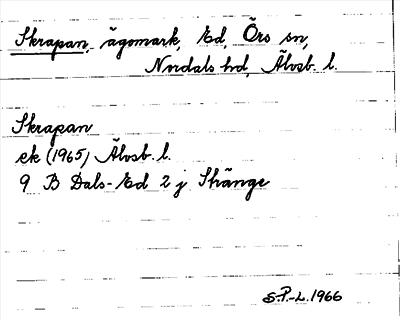 Skrapan, ägomark, Ed, Örs sn,
Nordals hd, Älvsb. l.
Skrapan
ek (1965) Älvsb. l.
9 B Dals-Ed 2 j Stränge
S.P.-L. 1966